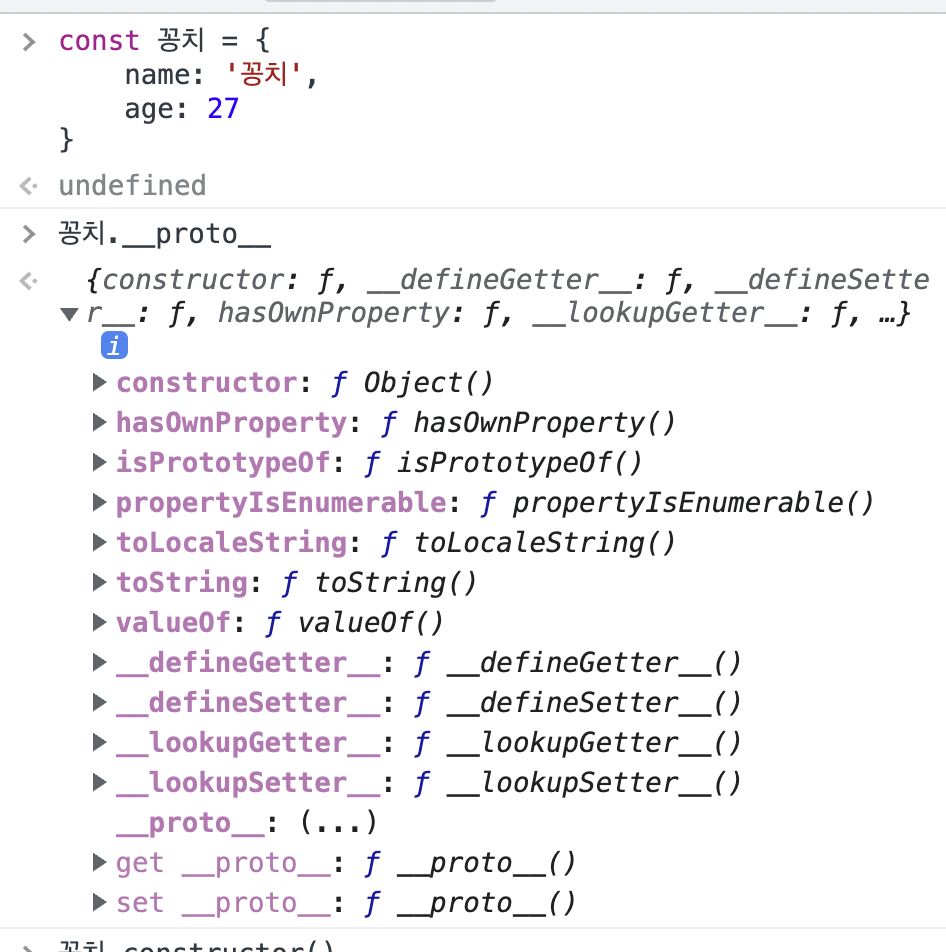 const 꽁치 = {
name: '꽁치',
age: 27
}
undefined
꽁치.__proto__
{constructor: ƒ, __defineGetter__: ƒ, __defineSette
r__: ƒ, hasOwnProperty: ƒ, __lookupGetter__: ƒ, …}
i
constructor: ƒ Object()
hasOwnProperty: ƒ hasOwnProperty()
isPrototypeOf: ƒ isPrototypeOf()
propertyIsEnumerable: ƒ propertyIsEnumerable()
toLocaleString: ƒ toLocaleString()
toString: ƒ toString()
valueOf: ƒ valueOf()
__defineGetter__: ƒ __defineGetter__()
__defineSetter__: ƒ __defineSetter__()
__lookupGetter__: ƒ __lookupGetter__()
__lookupSetter__: ƒ __lookupSetter__()
__proto__: (...)
get __proto__: ƒ __proto__()
set __proto__: ƒ __proto__()
꽁치.constructor()